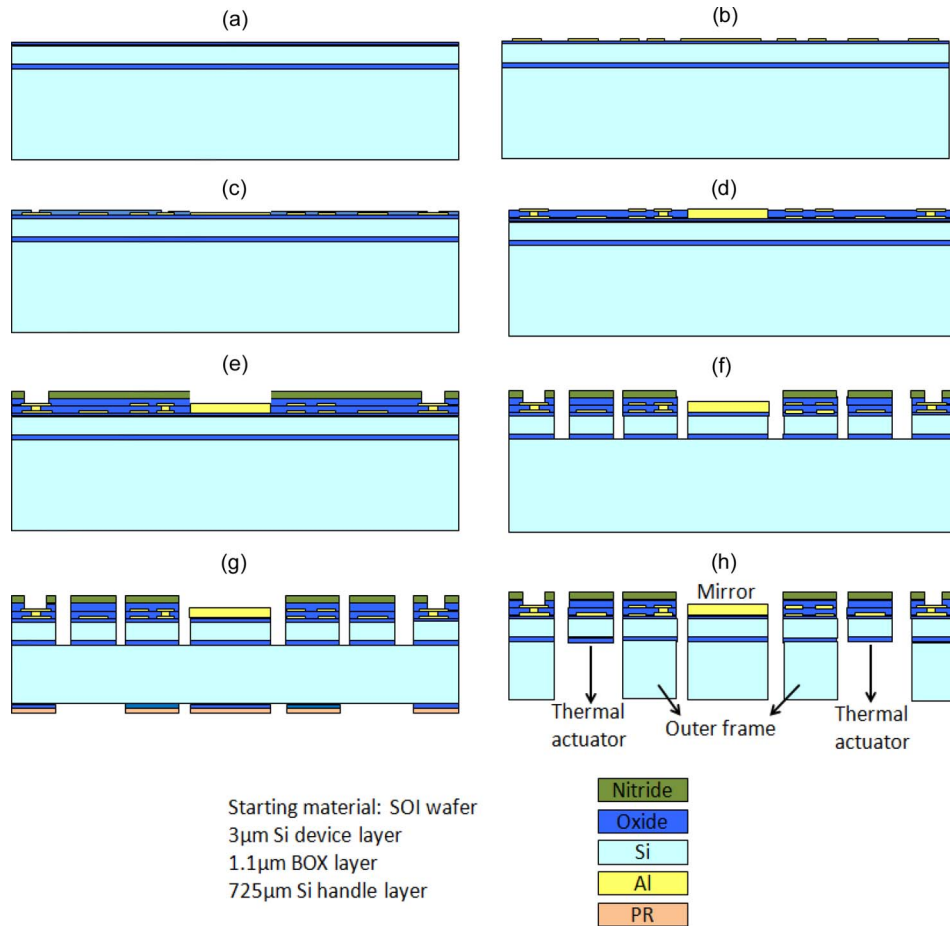 (a)
(b)
(c)
(d)
(e)
(f)
(g)
(h)
Mirror
Thermal
actuator
Outer frame
Thermal
actuator
Starting material: SOI wafer
3µm Si device layer
1.1µm BOX layer
725µm Si handle layer
Nitride
Oxide
Si
Al
PR